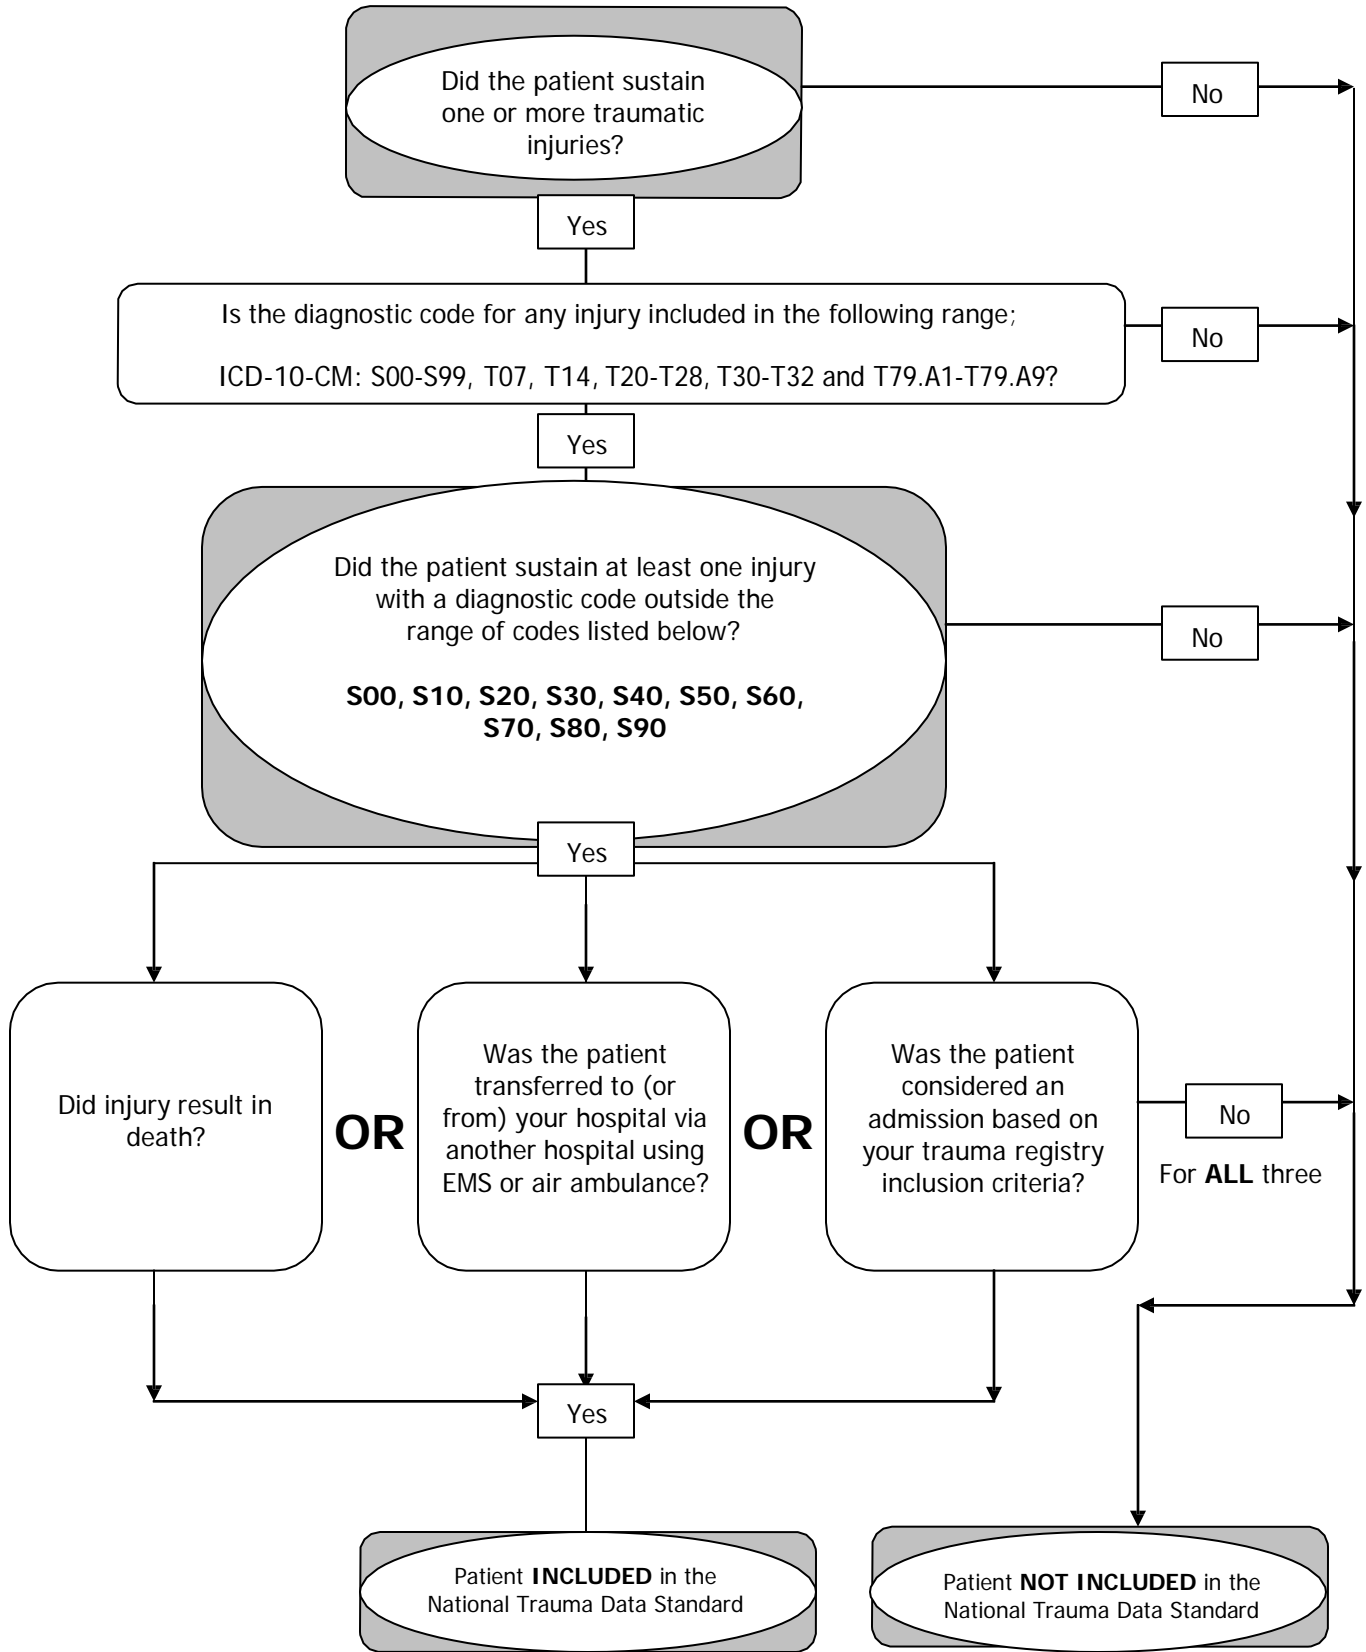 Did the patient sustain
one or more traumatic
injuries?
No
Yes
Is the diagnostic code for any injury included in the following range;
ICD-10-CM: S00-S99, T07, T14, T20-T28, T30-T32 and T79.A1-T79.A9?
No
Yes
Did the patient sustain at least one injury
with a diagnostic code outside the
range of codes listed below?
S00, S10, S20, S30, S40, S50, S60,
S70, S80, S90
No
Yes
Did injury result in
death?
OR
Was the patient
transferred to (or
from) your hospital via
another hospital using
EMS or air ambulance?
OR
Was the patient
considered an
admission based on
your trauma registry
inclusion criteria?
No
For ALL three
Yes
Patient INCLUDED in the
National Trauma Data Standard
Patient NOT INCLUDED in the
National Trauma Data Standard